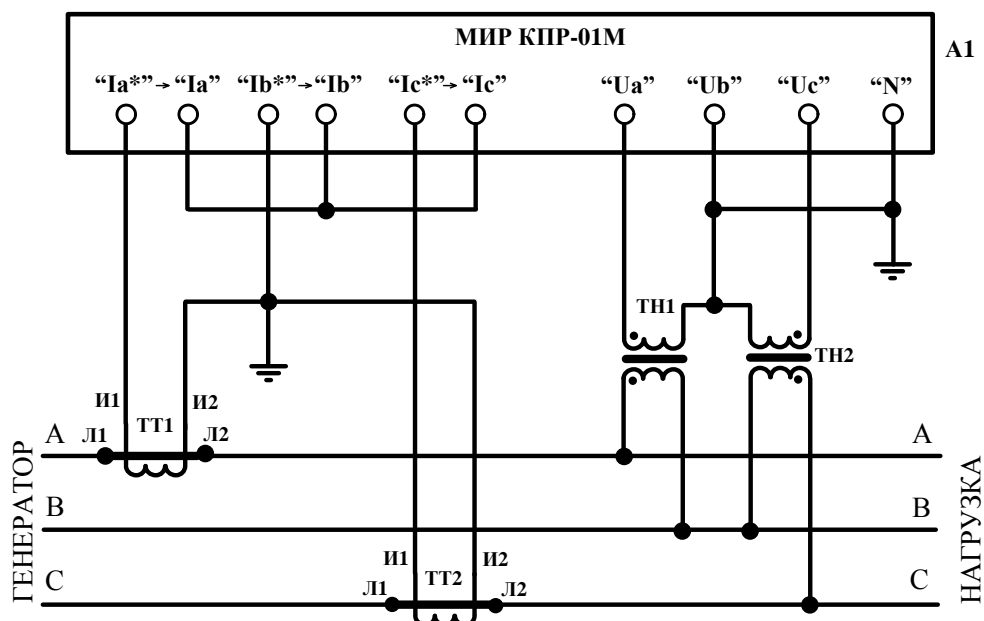 МИР КПР-01М
А1
“Ia*”→“Ia” “Ib*”→“Ib” “Ic*”→“Ic” “Ua” “Ub” “Uc” “N”
ТН1
ТН2
И1 И2
ТТ1
Л1 Л2
A A
B B
И1 И2
ТТ2
Л1 Л2
C C
ГЕНЕРАТОР
НАГРУЗКА